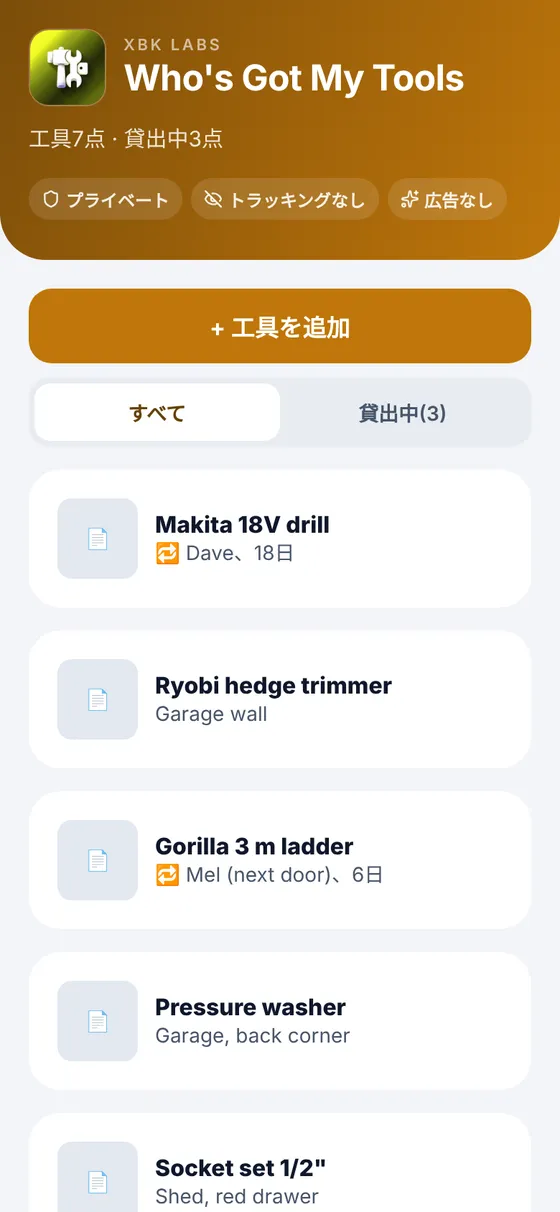 XBK LABS
Who's Got My Tools
工具7点 · 貸出中3点
プライベート
トラッキングなし
広告なし
+ 工具を追加
すべて
貸出中(3)
Makita 18V drill
🔁 Dave、18日
Ryobi hedge trimmer
Garage wall
Gorilla 3 m ladder
🔁 Mel (next door)、6日
Pressure washer
Garage, back corner
Socket set 1/2"
Shed, red drawer